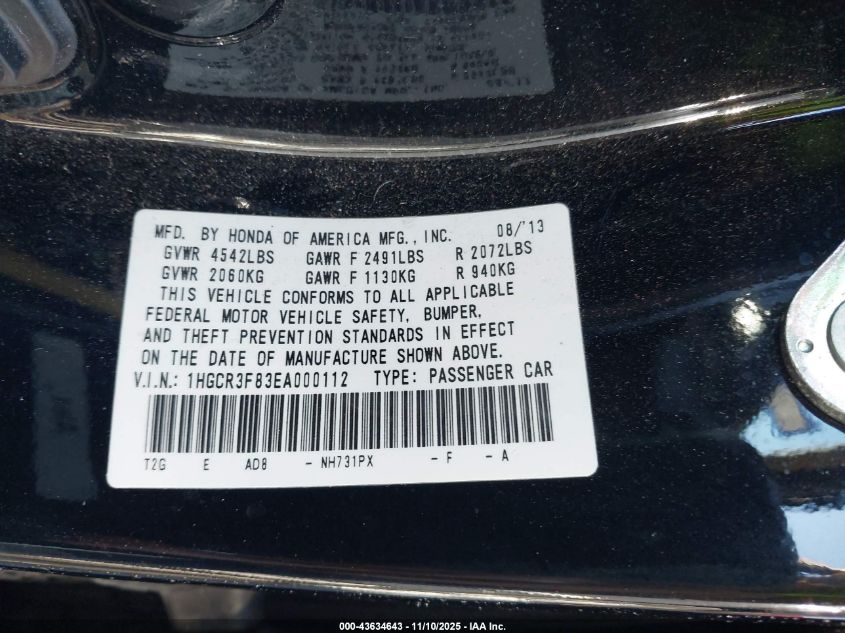 MFD. BY HONDA OF AMERICA MFG., INC. 08/'13
GVWR 4542LBS GAWR F 2491LBS R 2072LBS
GVWR 2060KG GAWR F 1130KG R 940KG
THIS VEHICLE CONFORMS TO ALL APPLICABLE
FEDERAL MOTOR VEHICLE SAFETY, BUMPER,
AND THEFT PREVENTION STANDARDS IN EFFECT
ON THE DATE OF MANUFACTURE SHOWN ABOVE.
V.I.N.: 1HGCR3F83EA000112 TYPE: PASSENGER CAR
T2G E AD8 - NH731PX - F - A
000-43634643 - 11/10/2025 - IAA Inc.